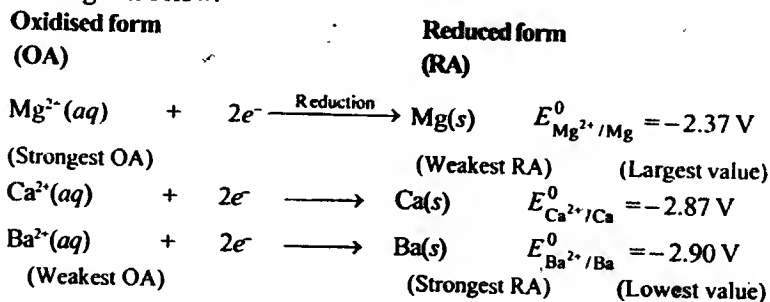 Oxidised form Reduced form
(OA) (RA)
Mg²⁺(aq) + 2e⁻ —Reduction→ Mg(s) E⁰Mg²⁺/Mg = −2.37 V
(Strongest OA) (Weakest RA) (Largest value)
Ca²⁺(aq) + 2e⁻ ⟶ Ca(s) E⁰Ca²⁺/Ca = −2.87 V
Ba²⁺(aq) + 2e⁻ ⟶ Ba(s) E⁰Ba²⁺/Ba = −2.90 V
(Weakest OA) (Strongest RA) (Lowest value)